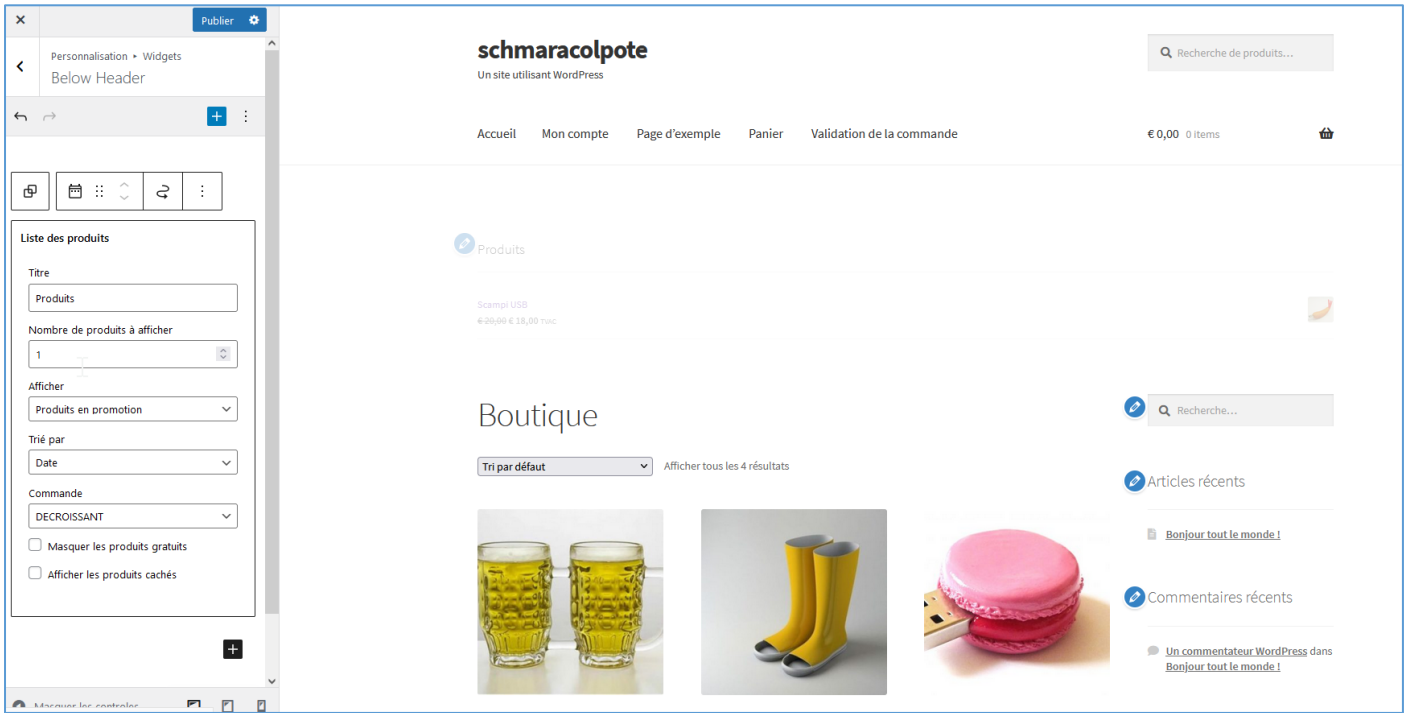 Publier
Personnalisation ▸ Widgets
Below Header
Liste des produits
Titre
Produits
Nombre de produits à afficher
1
Afficher
Produits en promotion
Trié par
Date
Commande
DECROISSANT
Masquer les produits gratuits
Afficher les produits cachés
Masquer les controles
schmaracolpote
Un site utilisant WordPress
Recherche de produits…
Accueil Mon compte Page d’exemple Panier Validation de la commande
€ 0,00 0 items
Produits
Scampi USB
€ 20,00 € 18,00 TVAC
Boutique
Tri par défaut Afficher tous les 4 résultats
Recherche…
Articles récents
Bonjour tout le monde !
Commentaires récents
Un commentateur WordPress dans
Bonjour tout le monde !